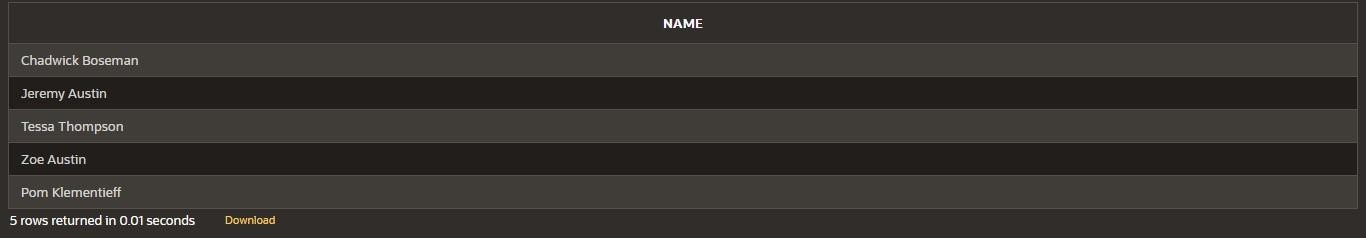 NAME
Chadwick Boseman
Jeremy Austin
Tessa Thompson
Zoe Austin
Pom Klementieff
5 rows returned in 0.01 seconds Download